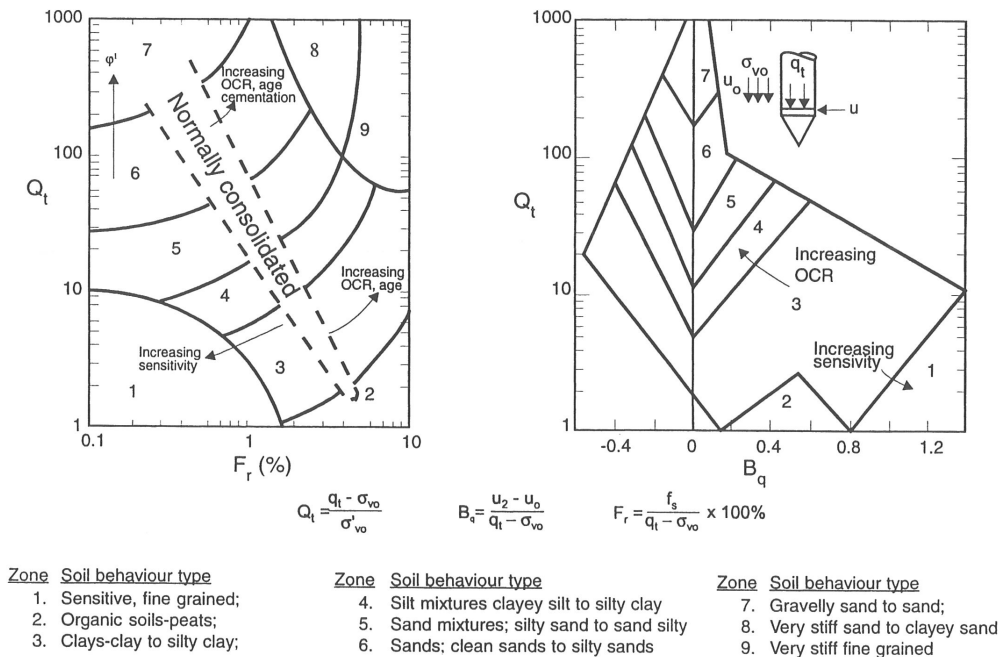 1000
100
10
1
Qt
0.1
1
10
Fr (%)
φ'
7
8
9
6
5
4
3
2
1
Increasing
OCR, age
cementation
Normally consolidated
Increasing
OCR, age
Increasing
sensitivity
1000
100
10
1
Qt
-0.4
0
0.4
0.8
1.2
Bq
7
6
5
4
3
2
1
σvo
uo
qt
u
Increasing
OCR
Increasing
sensivity
Qt = qt - σvo / σ'vo
Bq = u2 - uo / qt – σvo
Fr = fs / qt – σvo x 100%
Zone Soil behaviour type
1. Sensitive, fine grained;
2. Organic soils-peats;
3. Clays-clay to silty clay;
Zone Soil behaviour type
4. Silt mixtures clayey silt to silty clay
5. Sand mixtures; silty sand to sand silty
6. Sands; clean sands to silty sands
Zone Soil behaviour type
7. Gravelly sand to sand;
8. Very stiff sand to clayey sand
9. Very stiff fine grained